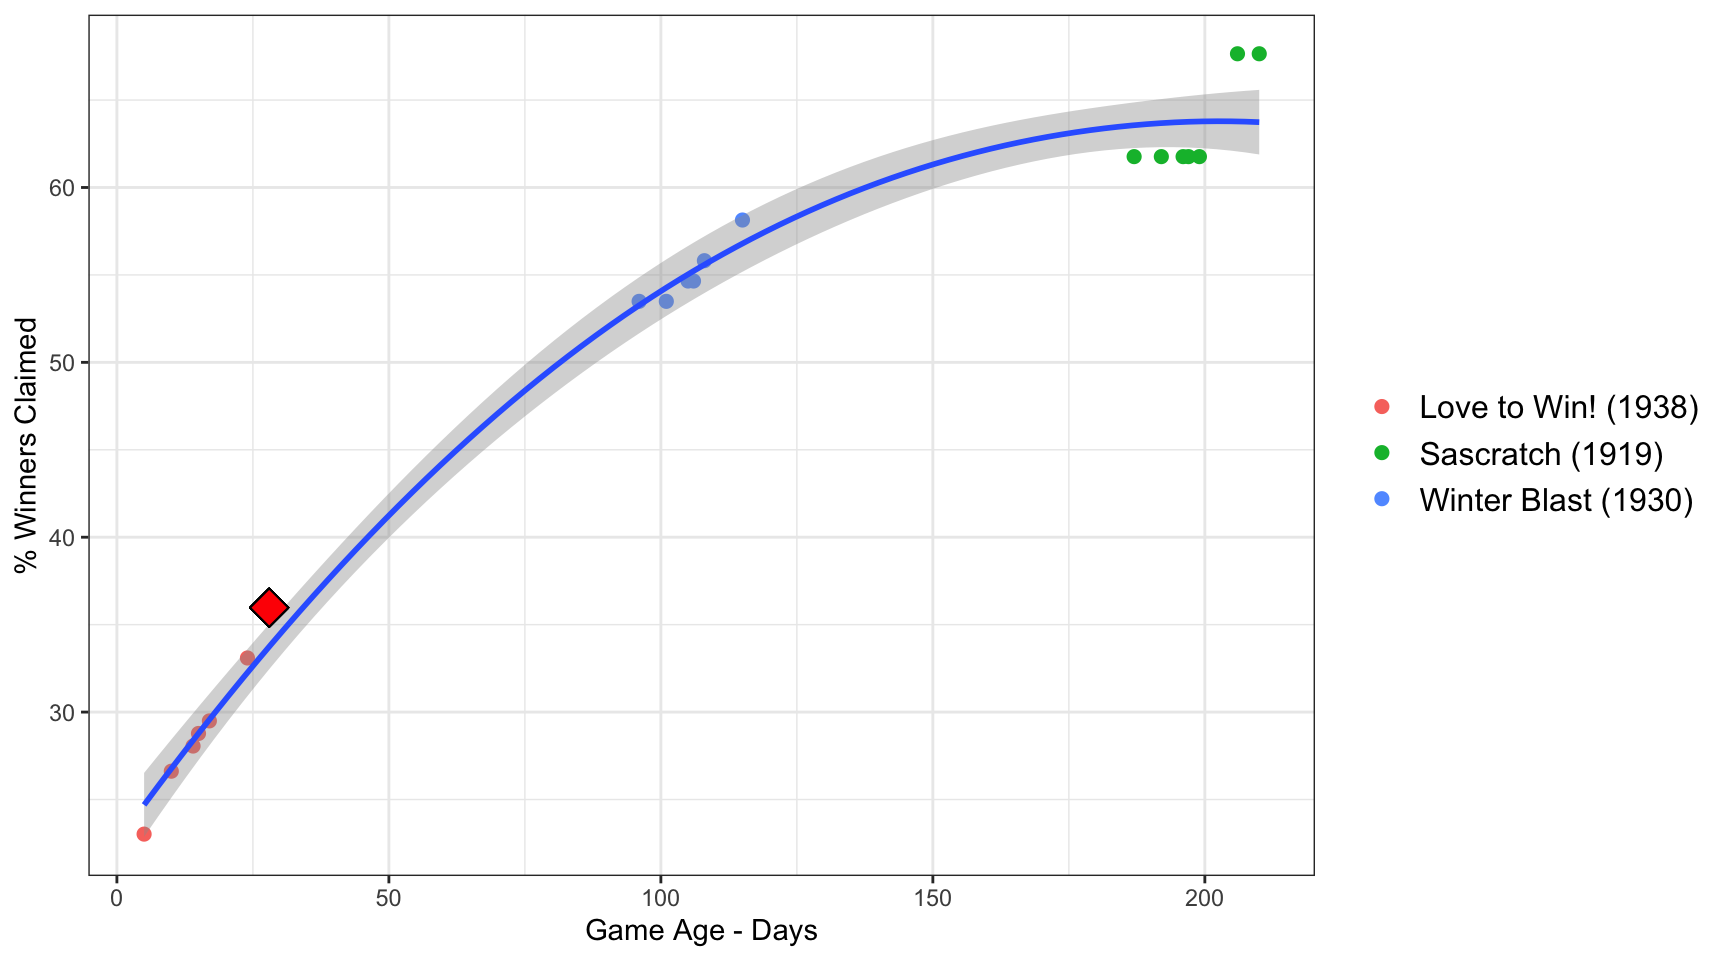 % Winners Claimed
60
50
40
30
0
50
100
150
200
Game Age - Days
Love to Win! (1938)
Sascratch (1919)
Winter Blast (1930)